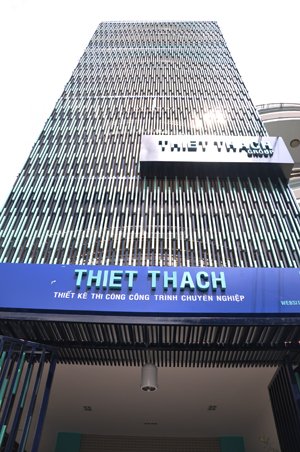 THIET THACH
GROUP
THIET THACH
THIẾT KẾ THI CÔNG CÔNG TRÌNH CHUYÊN NGHIỆP